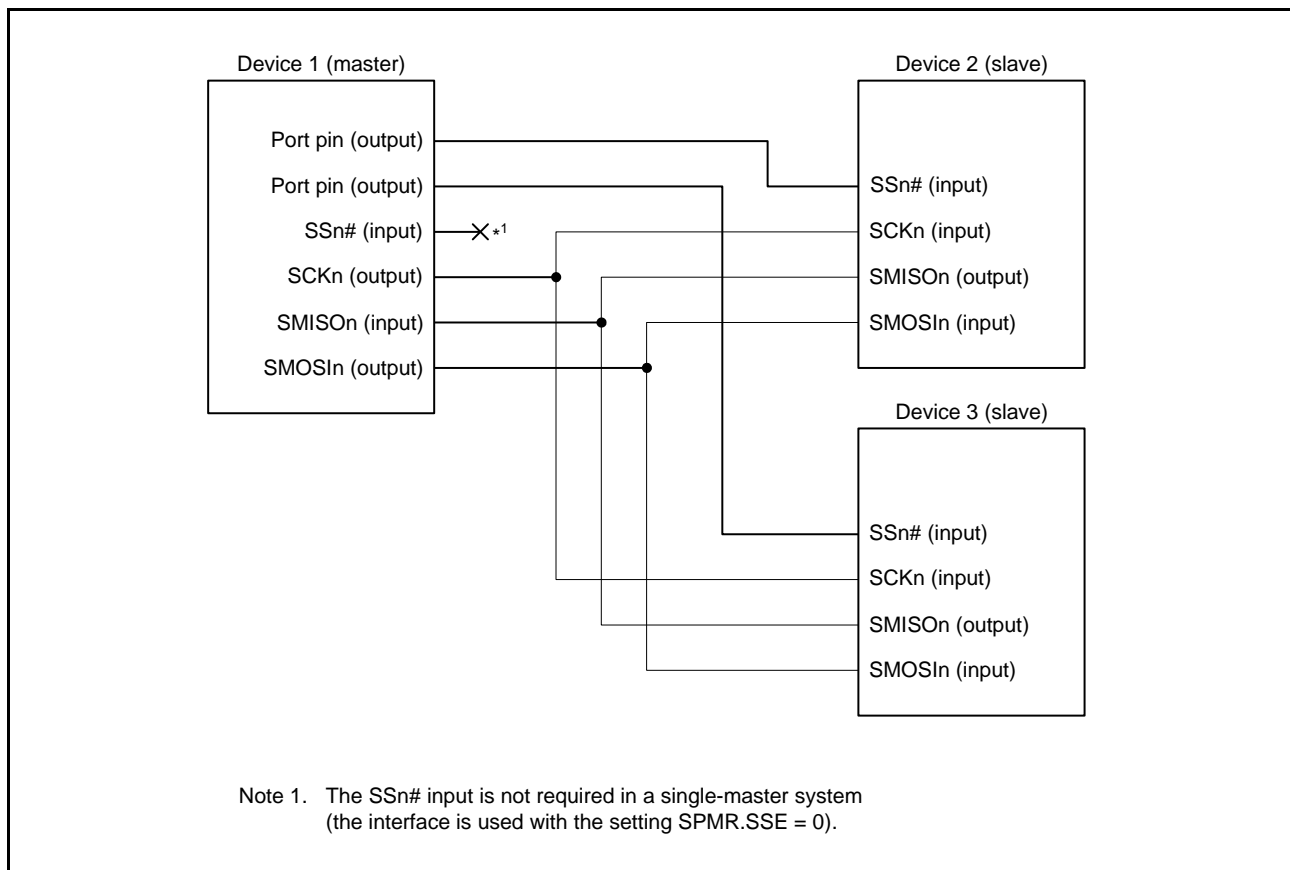 Device 1 (master)
Port pin (output)
Port pin (output)
SSn# (input)
*1
SCKn (output)
SMISOn (input)
SMOSIn (output)
Device 2 (slave)
SSn# (input)
SCKn (input)
SMISOn (output)
SMOSIn (input)
Device 3 (slave)
SSn# (input)
SCKn (input)
SMISOn (output)
SMOSIn (input)
Note 1. The SSn# input is not required in a single-master system
(the interface is used with the setting SPMR.SSE = 0).